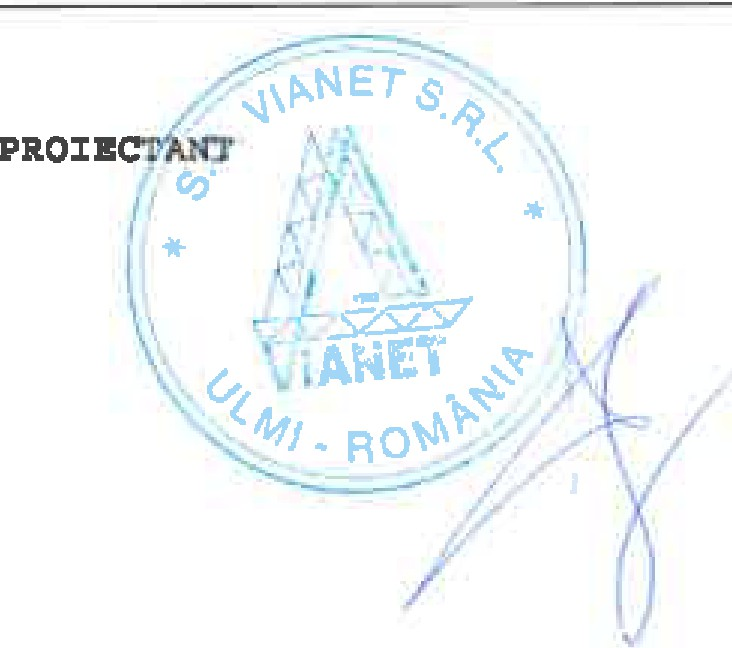 PROIECTANT
S. VIANET S.R.L.
VIANET
ULMI - ROMÂNIA